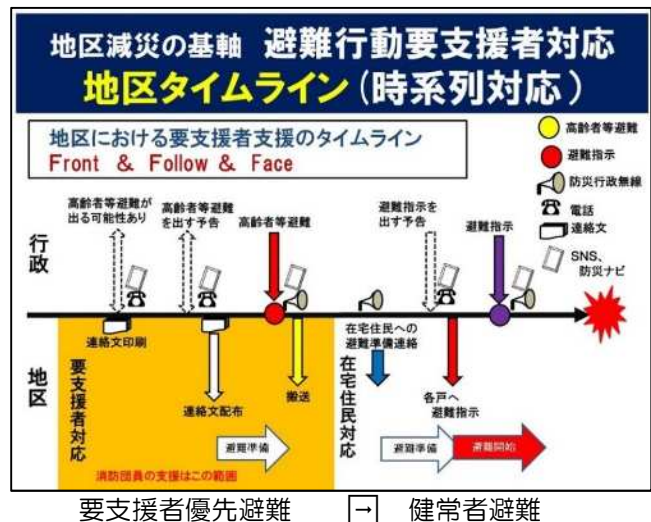 地区減災の基軸 避難行動要支援者対応
地区タイムライン(時系列対応)
地区における要支援者支援のタイムライン
Front & Follow & Face
高齢者等避難
避難指示
防災行政無線
電話
連絡文
SNS、
防災ナビ
行政
高齢者等避難が
出る可能性あり
高齢者等避難
を出す予告
高齢者等避難
避難指示を
出す予告
避難指示
地区
要支援者対応
連絡文印刷
連絡文配布
搬送
避難準備
消防団員の支援はこの範囲
在宅住民対応
在宅住民への
避難準備連絡
各戸へ
避難指示
避難準備
避難開始
要支援者優先避難 → 健常者避難